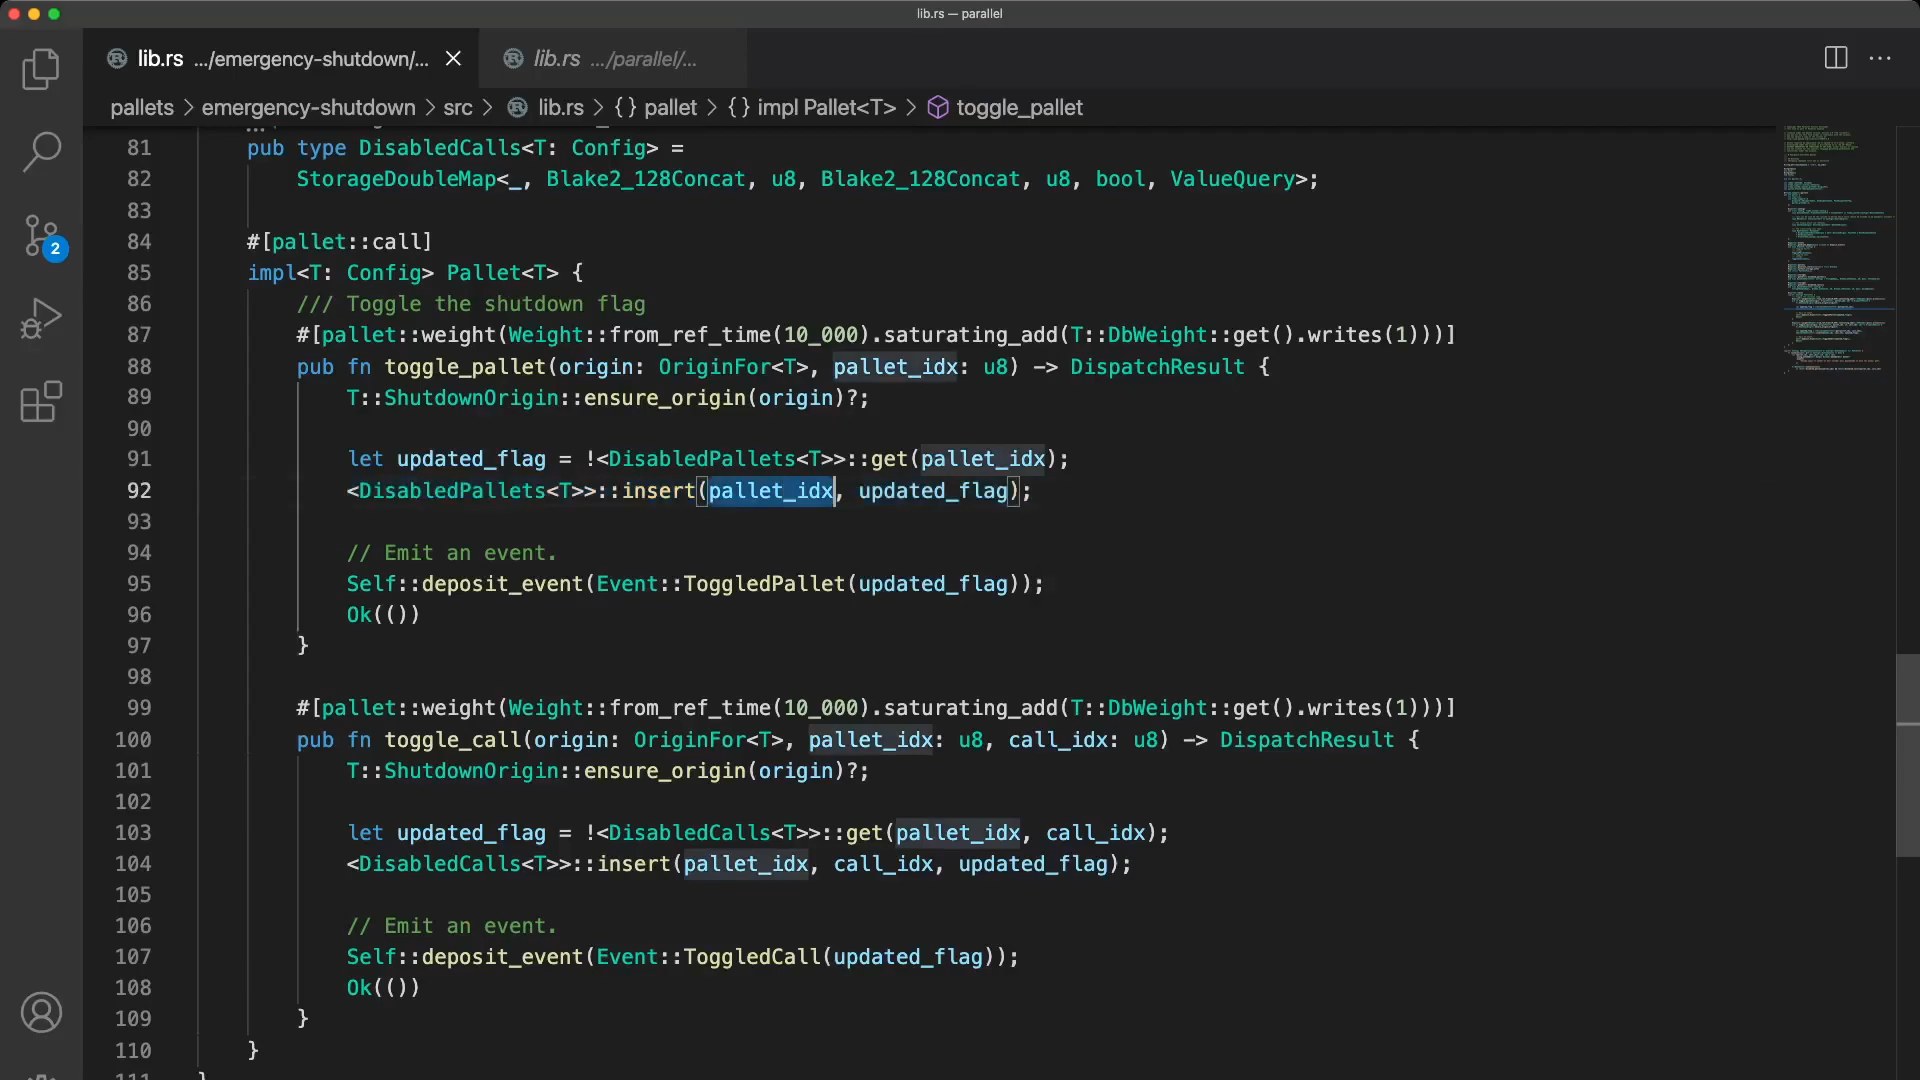 lib.rs — parallel
lib.rs .../emergency-shutdown/...
lib.rs .../parallel/...
pallets > emergency-shutdown > src > lib.rs > {} pallet > {} impl Pallet<T> > toggle_pallet
81 pub type DisabledCalls<T: Config> =
82 StorageDoubleMap<_, Blake2_128Concat, u8, Blake2_128Concat, u8, bool, ValueQuery>;
83
84 #[pallet::call]
85 impl<T: Config> Pallet<T> {
86 /// Toggle the shutdown flag
87 #[pallet::weight(Weight::from_ref_time(10_000).saturating_add(T::DbWeight::get().writes(1)))]
88 pub fn toggle_pallet(origin: OriginFor<T>, pallet_idx: u8) -> DispatchResult {
89 T::ShutdownOrigin::ensure_origin(origin)?;
90
91 let updated_flag = !<DisabledPallets<T>>::get(pallet_idx);
92 <DisabledPallets<T>>::insert(pallet_idx, updated_flag);
93
94 // Emit an event.
95 Self::deposit_event(Event::ToggledPallet(updated_flag));
96 Ok(())
97 }
98
99 #[pallet::weight(Weight::from_ref_time(10_000).saturating_add(T::DbWeight::get().writes(1)))]
100 pub fn toggle_call(origin: OriginFor<T>, pallet_idx: u8, call_idx: u8) -> DispatchResult {
101 T::ShutdownOrigin::ensure_origin(origin)?;
102
103 let updated_flag = !<DisabledCalls<T>>::get(pallet_idx, call_idx);
104 <DisabledCalls<T>>::insert(pallet_idx, call_idx, updated_flag);
105
106 // Emit an event.
107 Self::deposit_event(Event::ToggledCall(updated_flag));
108 Ok(())
109 }
110 }
111 }
2